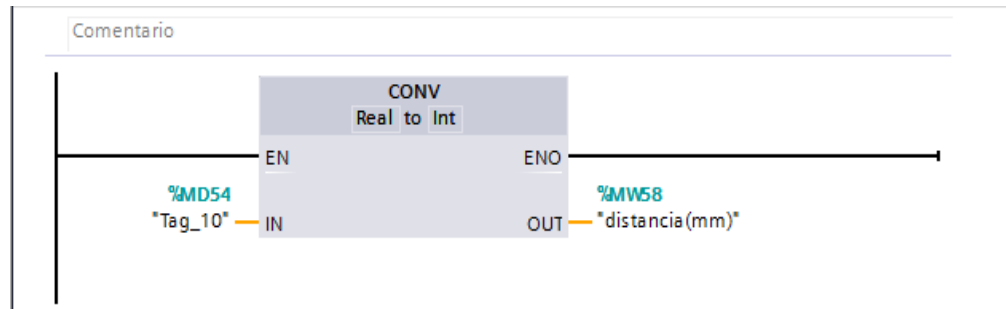 Comentario
CONV
Real to Int
EN ENO
%MD54 %MW58
"Tag_10" IN OUT "distancia(mm)"